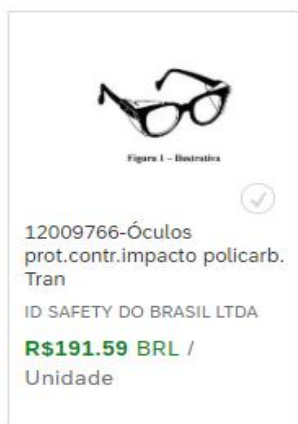 Figura 1 – Ilustrativa
12009766-Óculos
prot.contr.impacto policarb.
Tran
ID SAFETY DO BRASIL LTDA
R$191.59 BRL /
Unidade